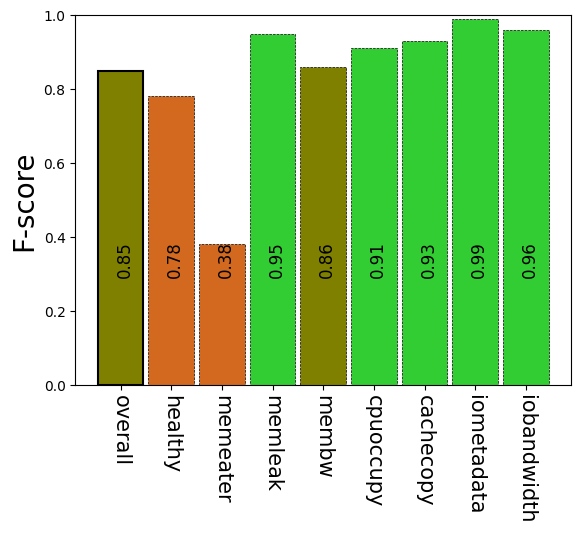 F-score
1.0
0.8
0.6
0.4
0.2
0.0
0.85
0.78
0.38
0.95
0.86
0.91
0.93
0.99
0.96
overall
healthy
memeater
memleak
membw
cpuoccupy
cachecopy
iometadata
iobandwidth